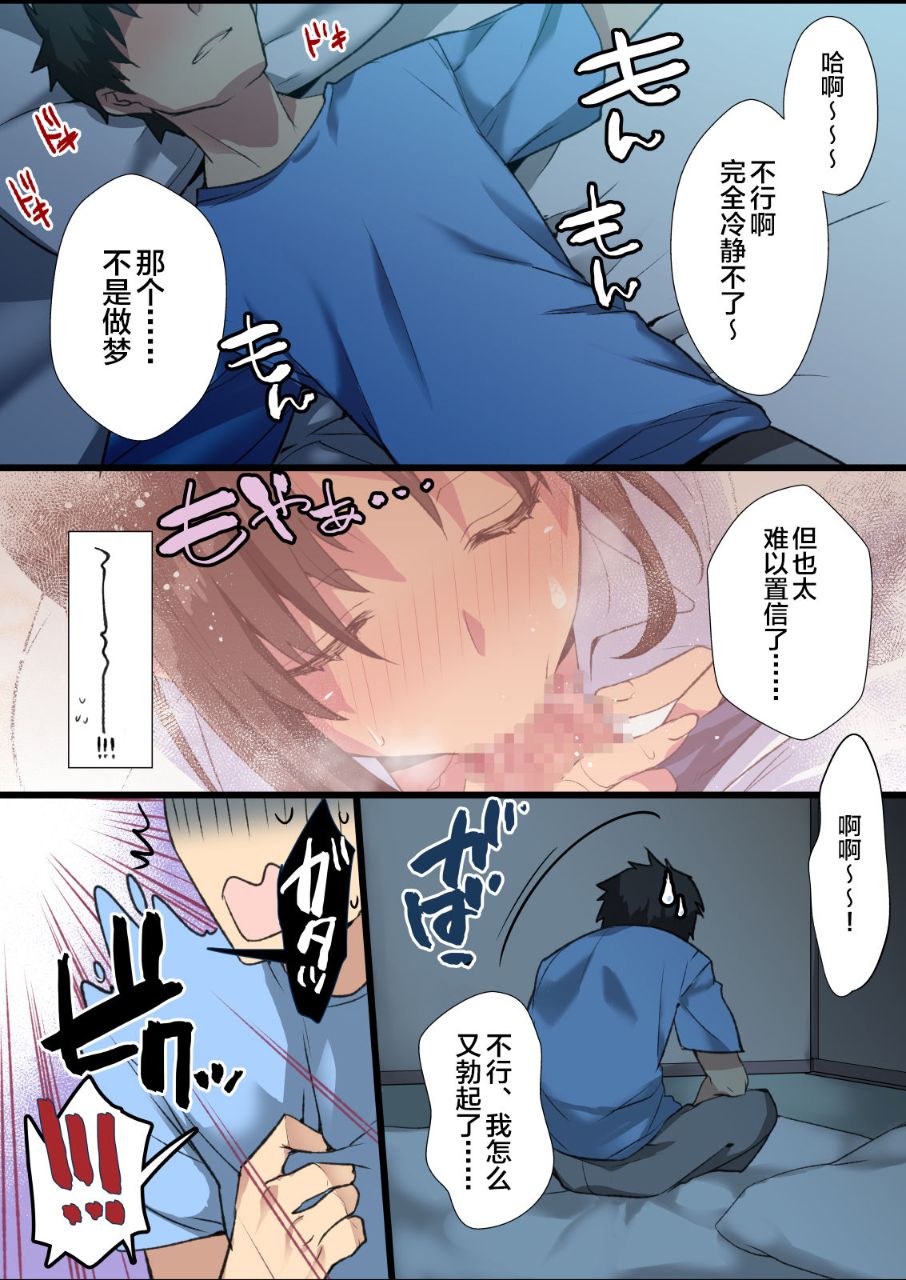 哈啊～～～
不行啊
完全冷静不了～
ドキ
もん
もん
ドキ
ドキ
那个……
不是做梦
もん
但也太
难以置信了……
もやぁ・・・
!!!
啊啊～～！
がばっ
ガタッ
ビクッ
!!!
不行、我怎么
又勃起了……